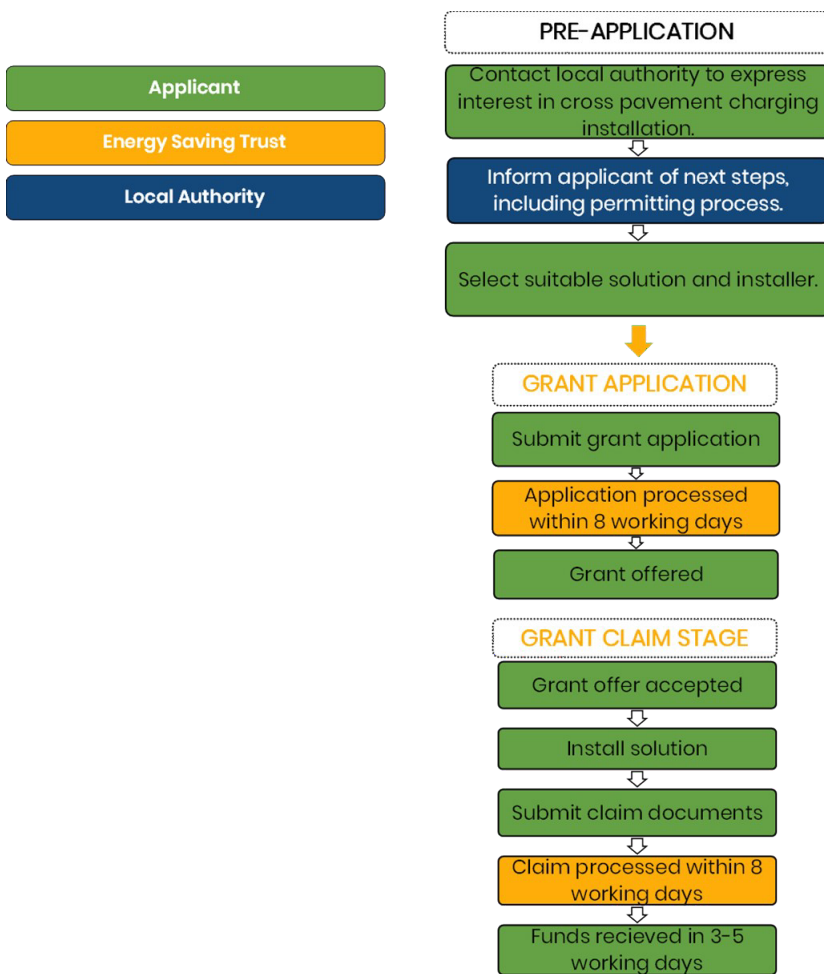 Applicant
Energy Saving Trust
Local Authority
PRE-APPLICATION
Contact local authority to express
interest in cross pavement charging
installation.
Inform applicant of next steps,
including permitting process.
Select suitable solution and installer.
GRANT APPLICATION
Submit grant application
Application processed
within 8 working days
Grant offered
GRANT CLAIM STAGE
Grant offer accepted
Install solution
Submit claim documents
Claim processed within 8
working days
Funds recieved in 3-5
working days